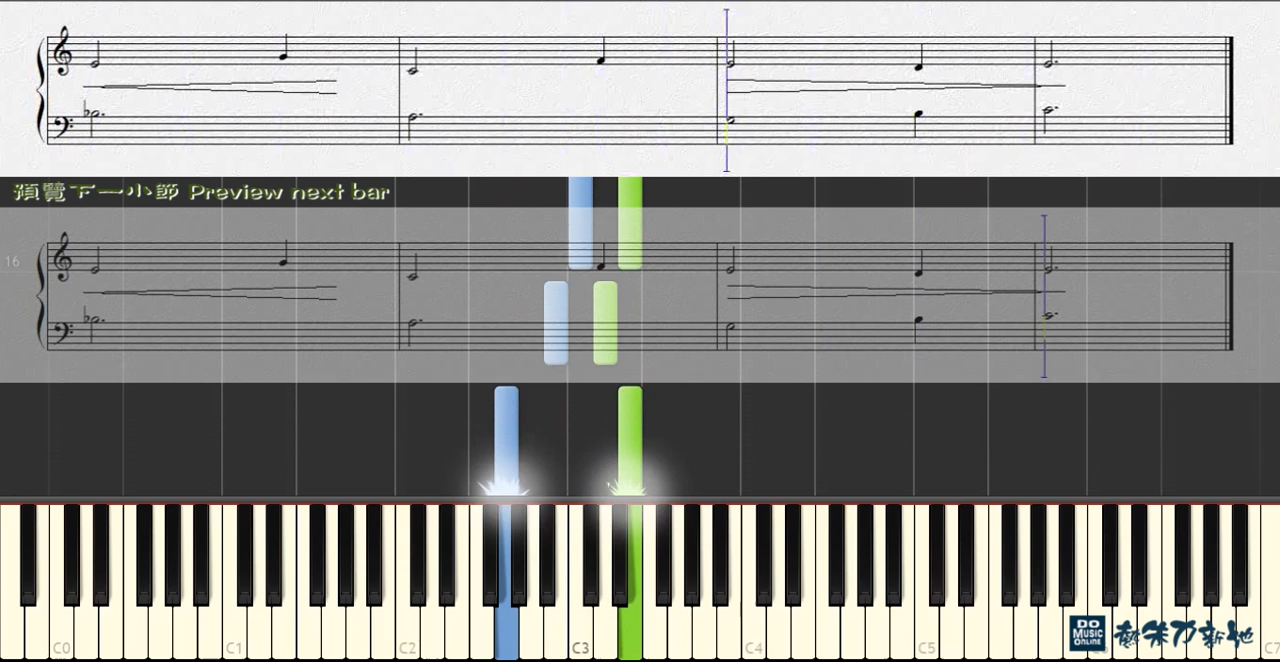 預覽下一小節 Preview next bar
16
C0 C1 C2 C3 C4 C5 C7
DO
MUSIC
ONLINE